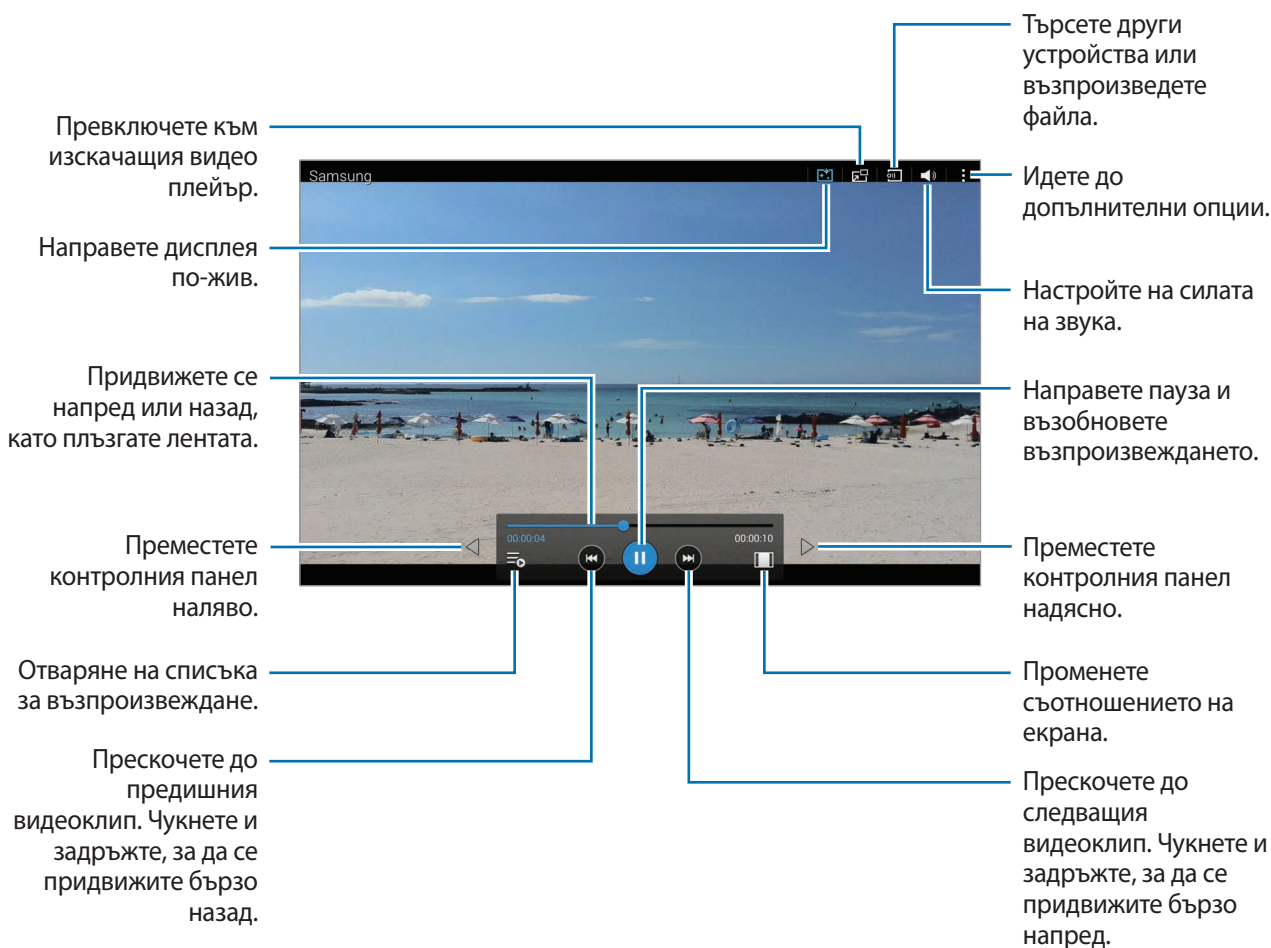 Търсете други
устройства или
възпроизведете
файла.
Превключете към
изскачащия видео
плейър.
Samsung
Идете до
допълнителни опции.
Направете дисплея
по-жив.
Настройте на силата
на звука.
Придвижете се
напред или назад,
като плъзгате лентата.
Направете пауза и
възобновете
възпроизвеждането.
00:00:04
00:00:10
Преместете
контролния панел
наляво.
Преместете
контролния панел
надясно.
Отваряне на списъка
за възпроизвеждане.
Променете
съотношението на
екрана.
Прескочете до
предишния
видеоклип. Чукнете и
задръжте, за да се
придвижите бързо
назад.
Прескочете до
следващия
видеоклип. Чукнете и
задръжте, за да се
придвижите бързо
напред.